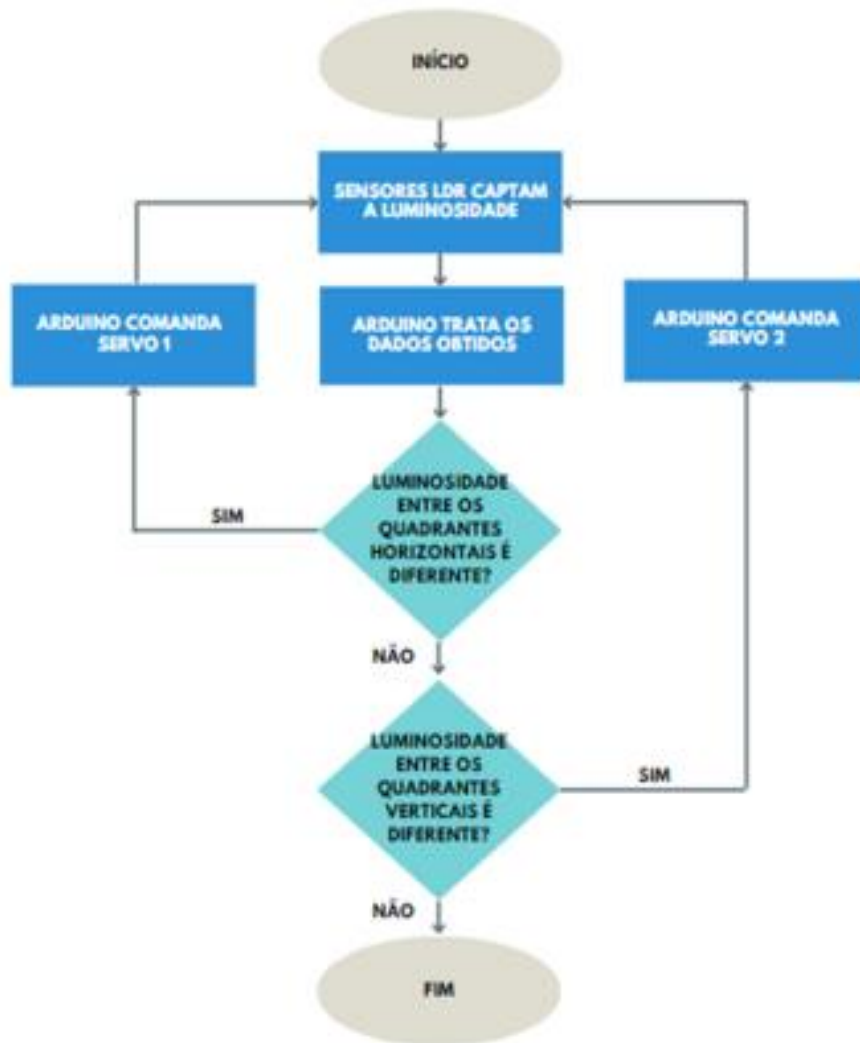 INÍCIO
SENSORES LDR CAPTAM
A LUMINOSIDADE
ARDUINO COMANDA
SERVO 1
ARDUINO TRATA OS
DADOS OBTIDOS
ARDUINO COMANDA
SERVO 2
LUMINOSIDADE
ENTRE OS
QUADRANTES
HORIZONTAIS É
DIFERENTE?
SIM
NÃO
LUMINOSIDADE
ENTRE OS
QUADRANTES
VERTICAIS É
DIFERENTE?
SIM
NÃO
FIM